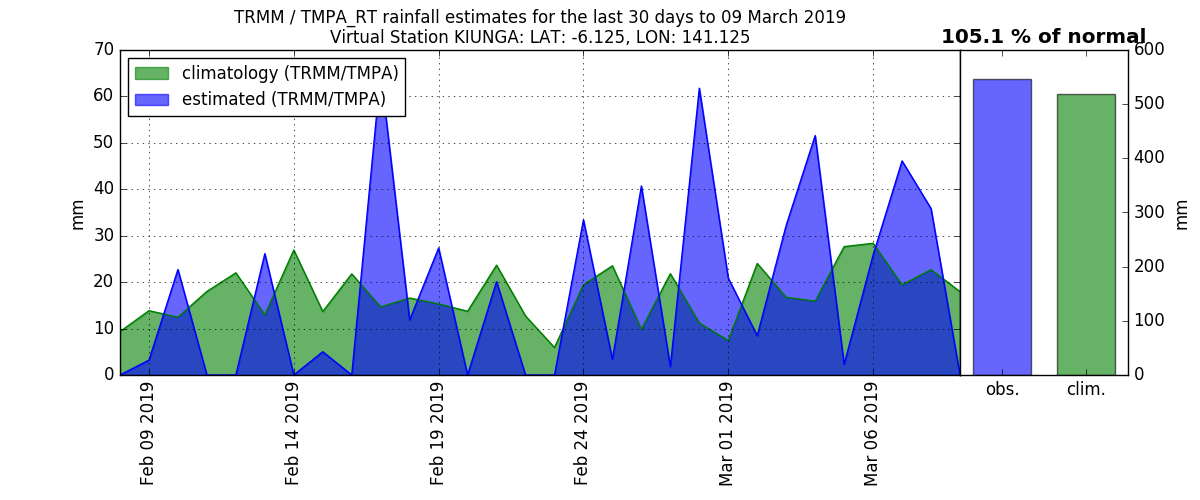 TRMM / TMPA_RT rainfall estimates for the last 30 days to 09 March 2019
Virtual Station KIUNGA: LAT: -6.125, LON: 141.125
105.1 % of normal
climatology (TRMM/TMPA)
estimated (TRMM/TMPA)
70
60
50
40
30
20
10
0
mm
Feb 09 2019
Feb 14 2019
Feb 19 2019
Feb 24 2019
Mar 01 2019
Mar 06 2019
obs.
clim.
600
500
400
300
200
100
0
mm